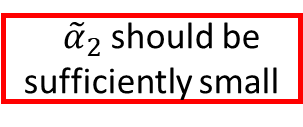 α̃₂ should be
sufficiently small